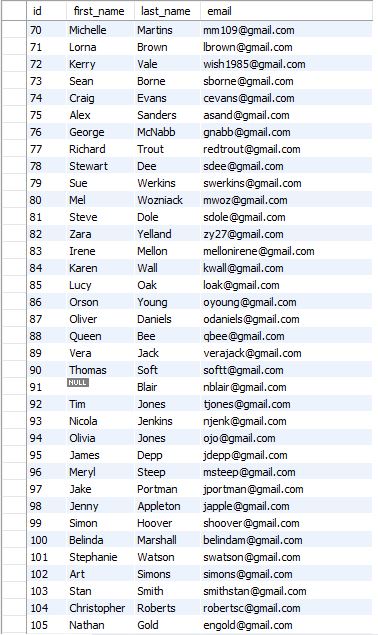 id first_name last_name email
70 Michelle Martins mm109@gmail.com
71 Lorna Brown lbrown@gmail.com
72 Kerry Vale wish1985@gmail.com
73 Sean Borne sborne@gmail.com
74 Craig Evans cevans@gmail.com
75 Alex Sanders asand@gmail.com
76 George McNabb gnabb@gmail.com
77 Richard Trout redtrout@gmail.com
78 Stewart Dee sdee@gmail.com
79 Sue Werkins swerkins@gmail.com
80 Mel Wozniack mwoz@gmail.com
81 Steve Dole sdole@gmail.com
82 Zara Yelland zy27@gmail.com
83 Irene Mellon mellonirene@gmail.com
84 Karen Wall kwall@gmail.com
85 Lucy Oak loak@gmail.com
86 Orson Young oyoung@gmail.com
87 Oliver Daniels odaniels@gmail.com
88 Queen Bee qbee@gmail.com
89 Vera Jack verajack@gmail.com
90 Thomas Soft softt@gmail.com
91 NULL Blair nblair@gmail.com
92 Tim Jones tjones@gmail.com
93 Nicola Jenkins njenk@gmail.com
94 Olivia Jones ojo@gmail.com
95 James Depp jdepp@gmail.com
96 Meryl Steep msteep@gmail.com
97 Jake Portman jportman@gmail.com
98 Jenny Appleton japple@gmail.com
99 Simon Hoover shoover@gmail.com
100 Belinda Marshall belindam@gmail.com
101 Stephanie Watson swatson@gmail.com
102 Art Simons simons@gmail.com
103 Stan Smith smithstan@gmail.com
104 Christopher Roberts robertsc@gmail.com
105 Nathan Gold engold@gmail.com